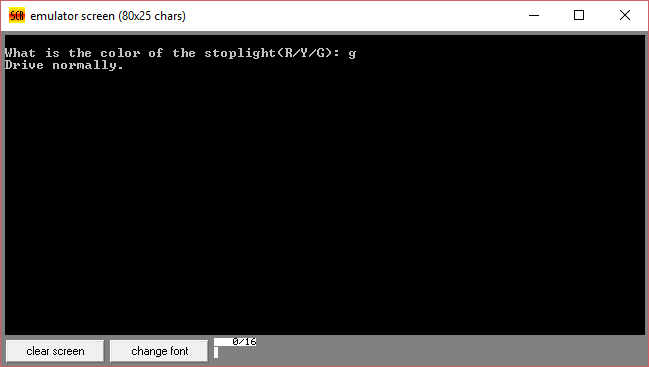 emulator screen (80x25 chars)
What is the color of the stoplight(R/Y/G): g
Drive normally.
clear screen
change font
0/16